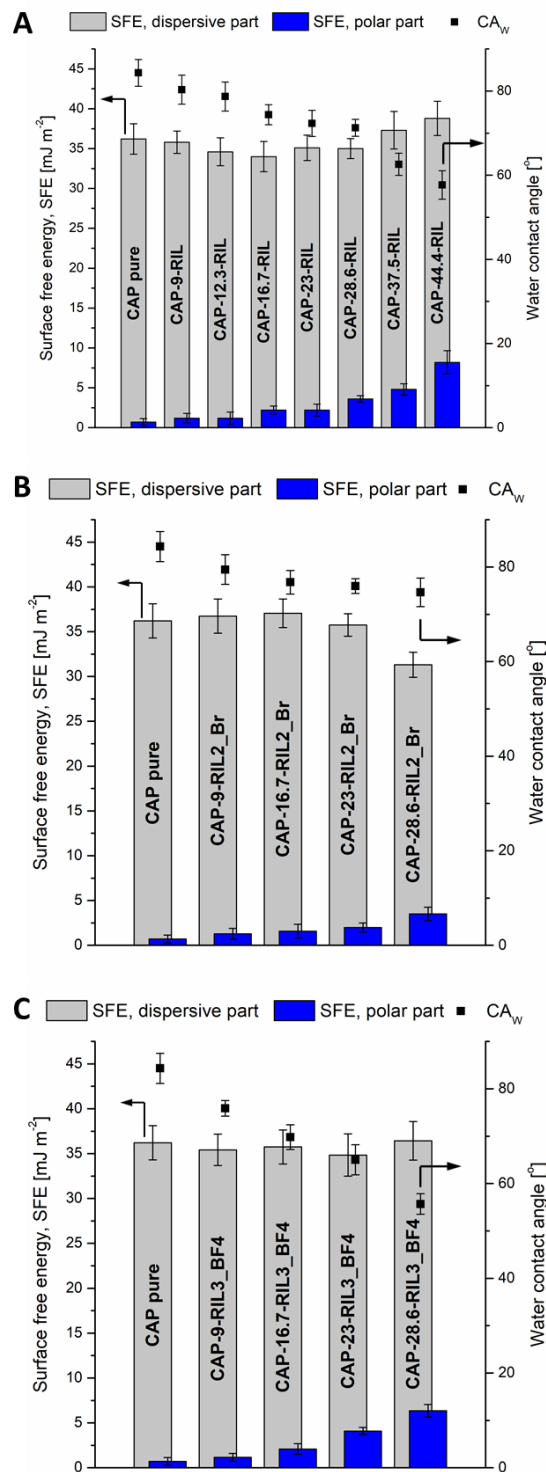 A
SFE, dispersive part SFE, polar part CAW
Surface free energy, SFE [mJ m-2]
45
40
35
30
25
20
15
10
5
0
CAP pure
CAP-9-RIL
CAP-12.3-RIL
CAP-16.7-RIL
CAP-23-RIL
CAP-28.6-RIL
CAP-37.5-RIL
CAP-44.4-RIL
80
60
40
20
0
Water contact angle [°]
B
SFE, dispersive part SFE, polar part CAW
Surface free energy, SFE [mJ m-2]
45
40
35
30
25
20
15
10
5
0
CAP pure
CAP-9-RIL2_Br
CAP-16.7-RIL2_Br
CAP-23-RIL2_Br
CAP-28.6-RIL2_Br
80
60
40
20
0
Water contact angle [°]
C
SFE, dispersive part SFE, polar part CAW
Surface free energy, SFE [mJ m-2]
45
40
35
30
25
20
15
10
5
0
CAP pure
CAP-9-RIL3_BF4
CAP-16.7-RIL3_BF4
CAP-23-RIL3_BF4
CAP-28.6-RIL3_BF4
80
60
40
20
0
Water contact angle [°]